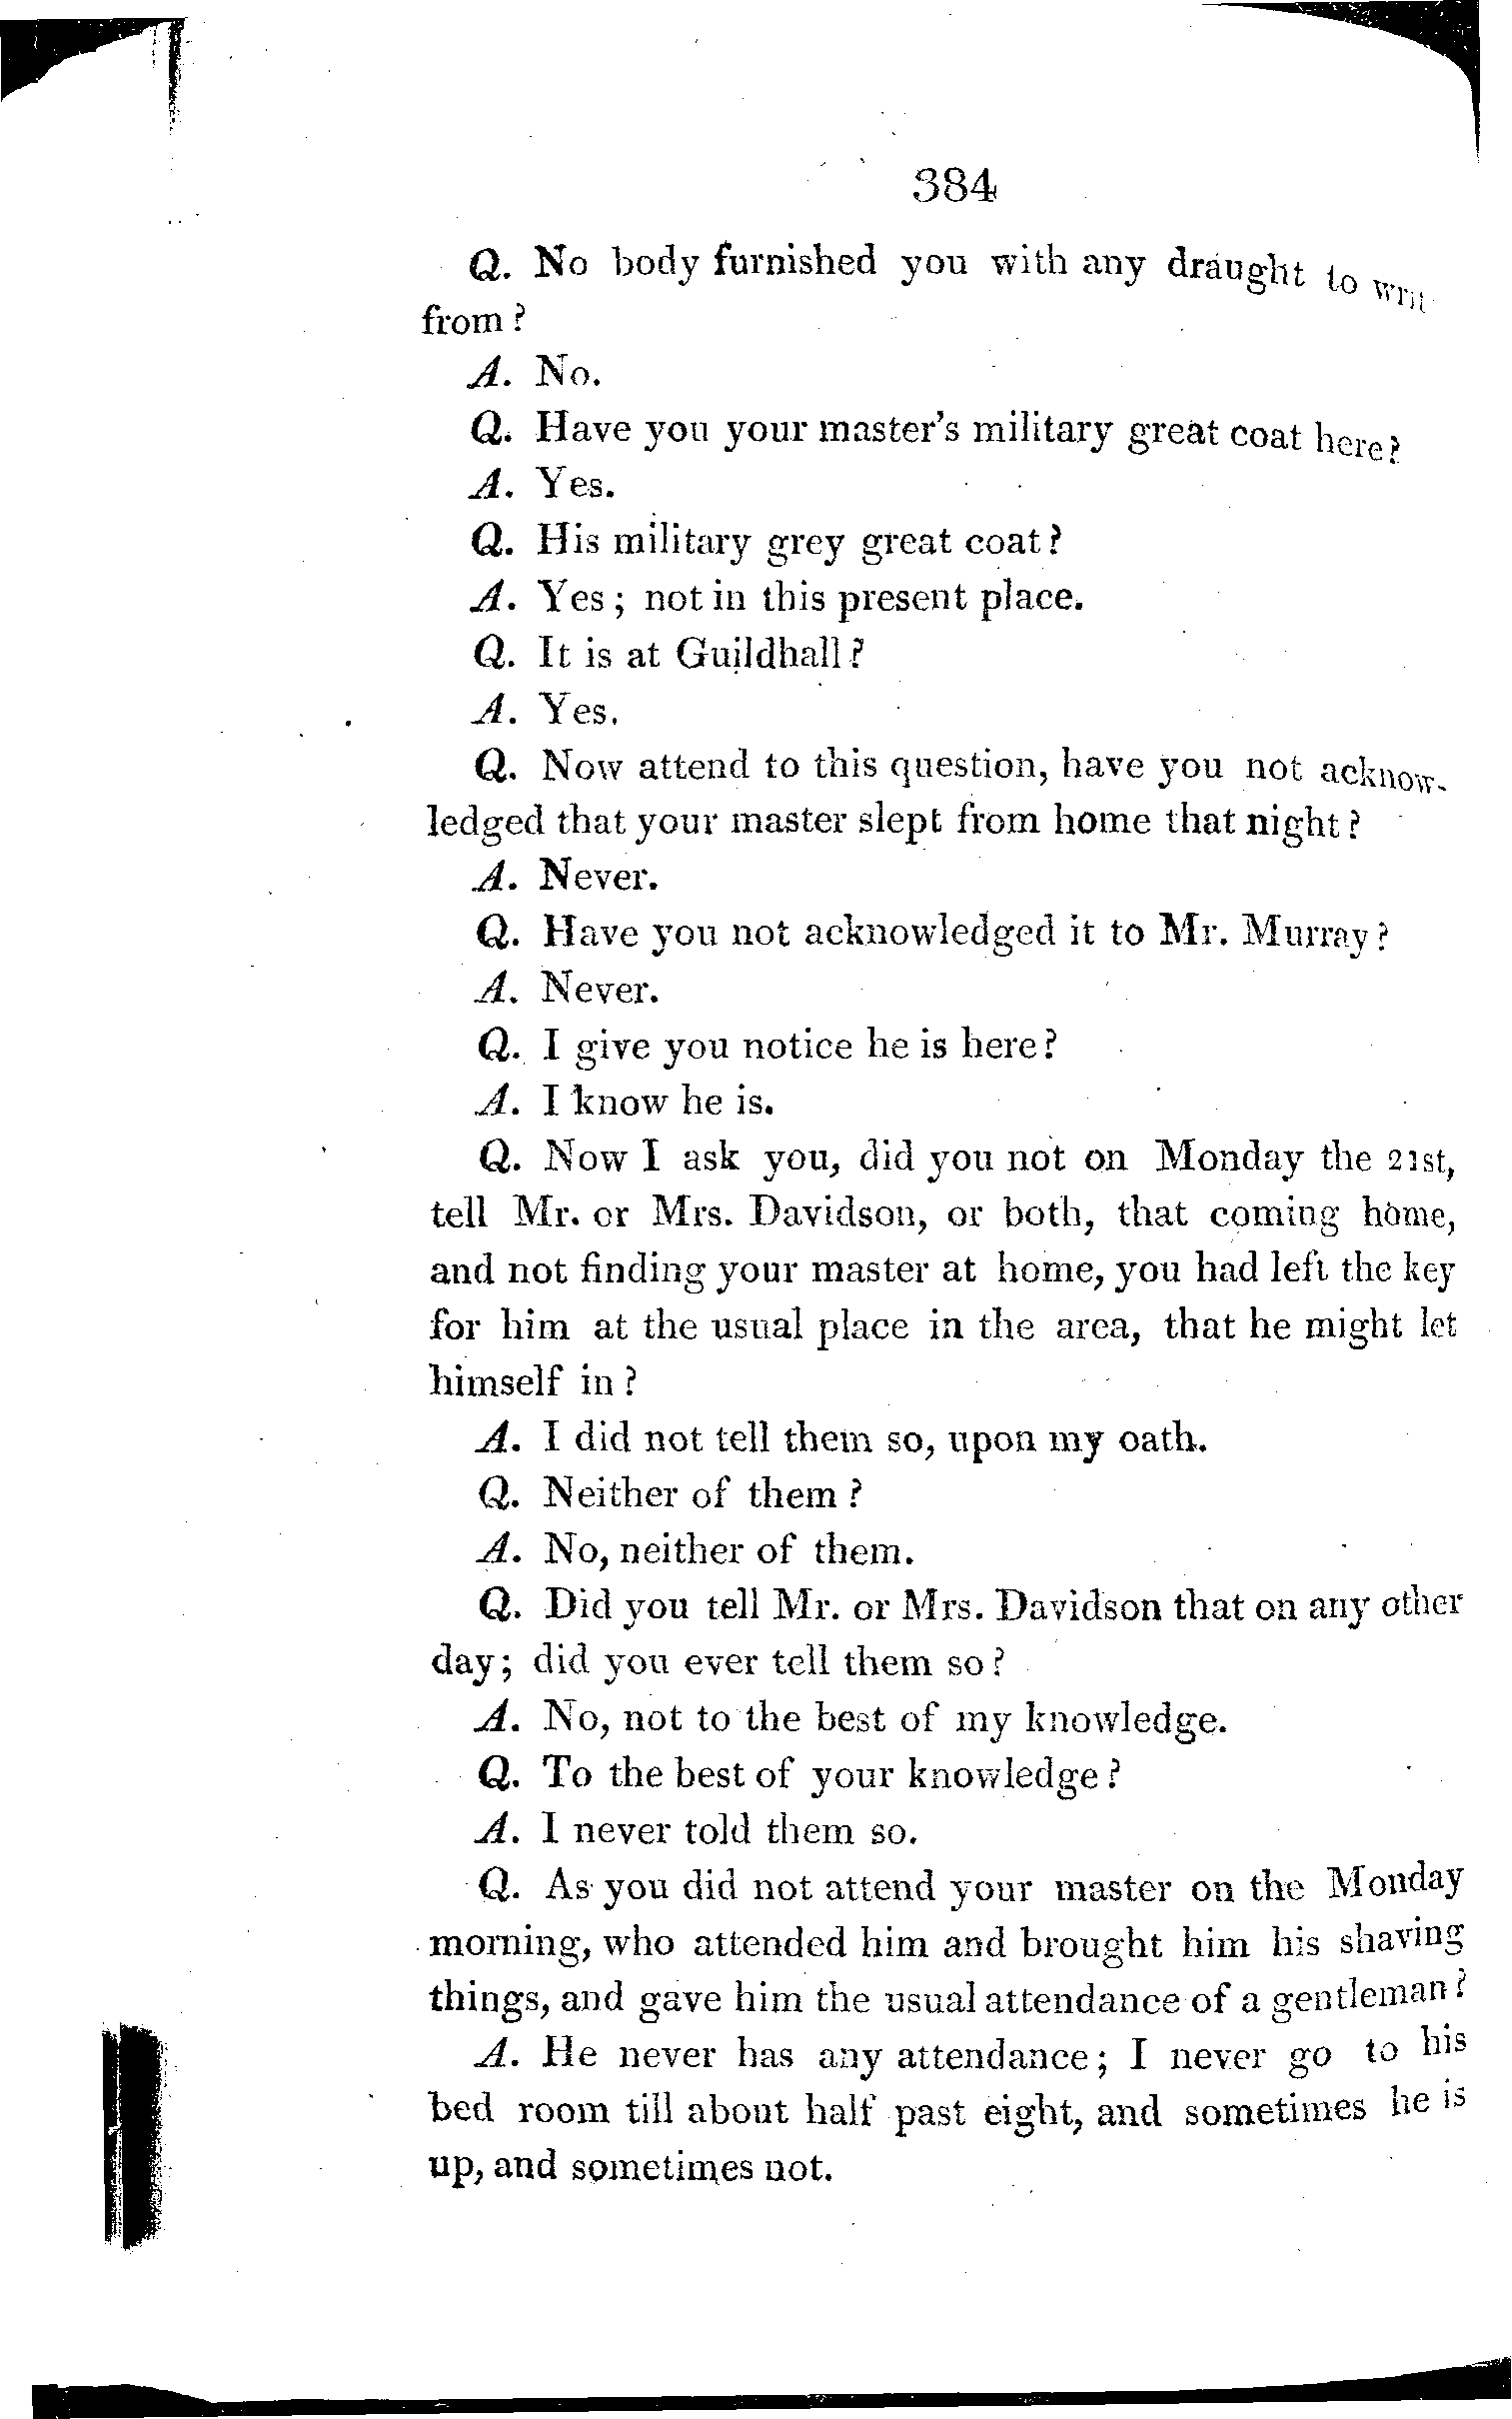 384
Q. No body furnished you with any draught to
from?
A. No.
Q. Have you your master's military great coat here?
A. Yes.
Q. His military grey great coat?
A. Yes; not in this present place.
Q. It is at Guildhall?
A. Yes.
Q. Now attend to this question, have you not acknow-
ledged that your master slept from home that night?
A. Never.
Q. Have you not acknowledged it to Mr. Murray?
A. Never.
Q. I give you notice he is here?
A. I know he is.
Q. Now I ask you, did you not on Monday the 21st,
tell Mr. or Mrs. Davidson, or both, that coming home,
and not finding your master at home, you had left the key
for him at the usual place in the area, that he might let
himself in?
A. I did not tell them so, upon my oath.
Q. Neither of them?
A. No, neither of them.
Q. Did you tell Mr. or Mrs. Davidson that on any other
day; did you ever tell them so?
A. No, not to the best of my knowledge.
Q. To the best of your knowledge?
A. I never told them so.
Q. As you did not attend your master on the Monday
morning, who attended him and brought him his shaving
things, and gave him the usual attendance of a gentleman?
A. He never has any attendance; I never go to his
bed room till about half past eight, and sometimes he is
up, and sometimes not.